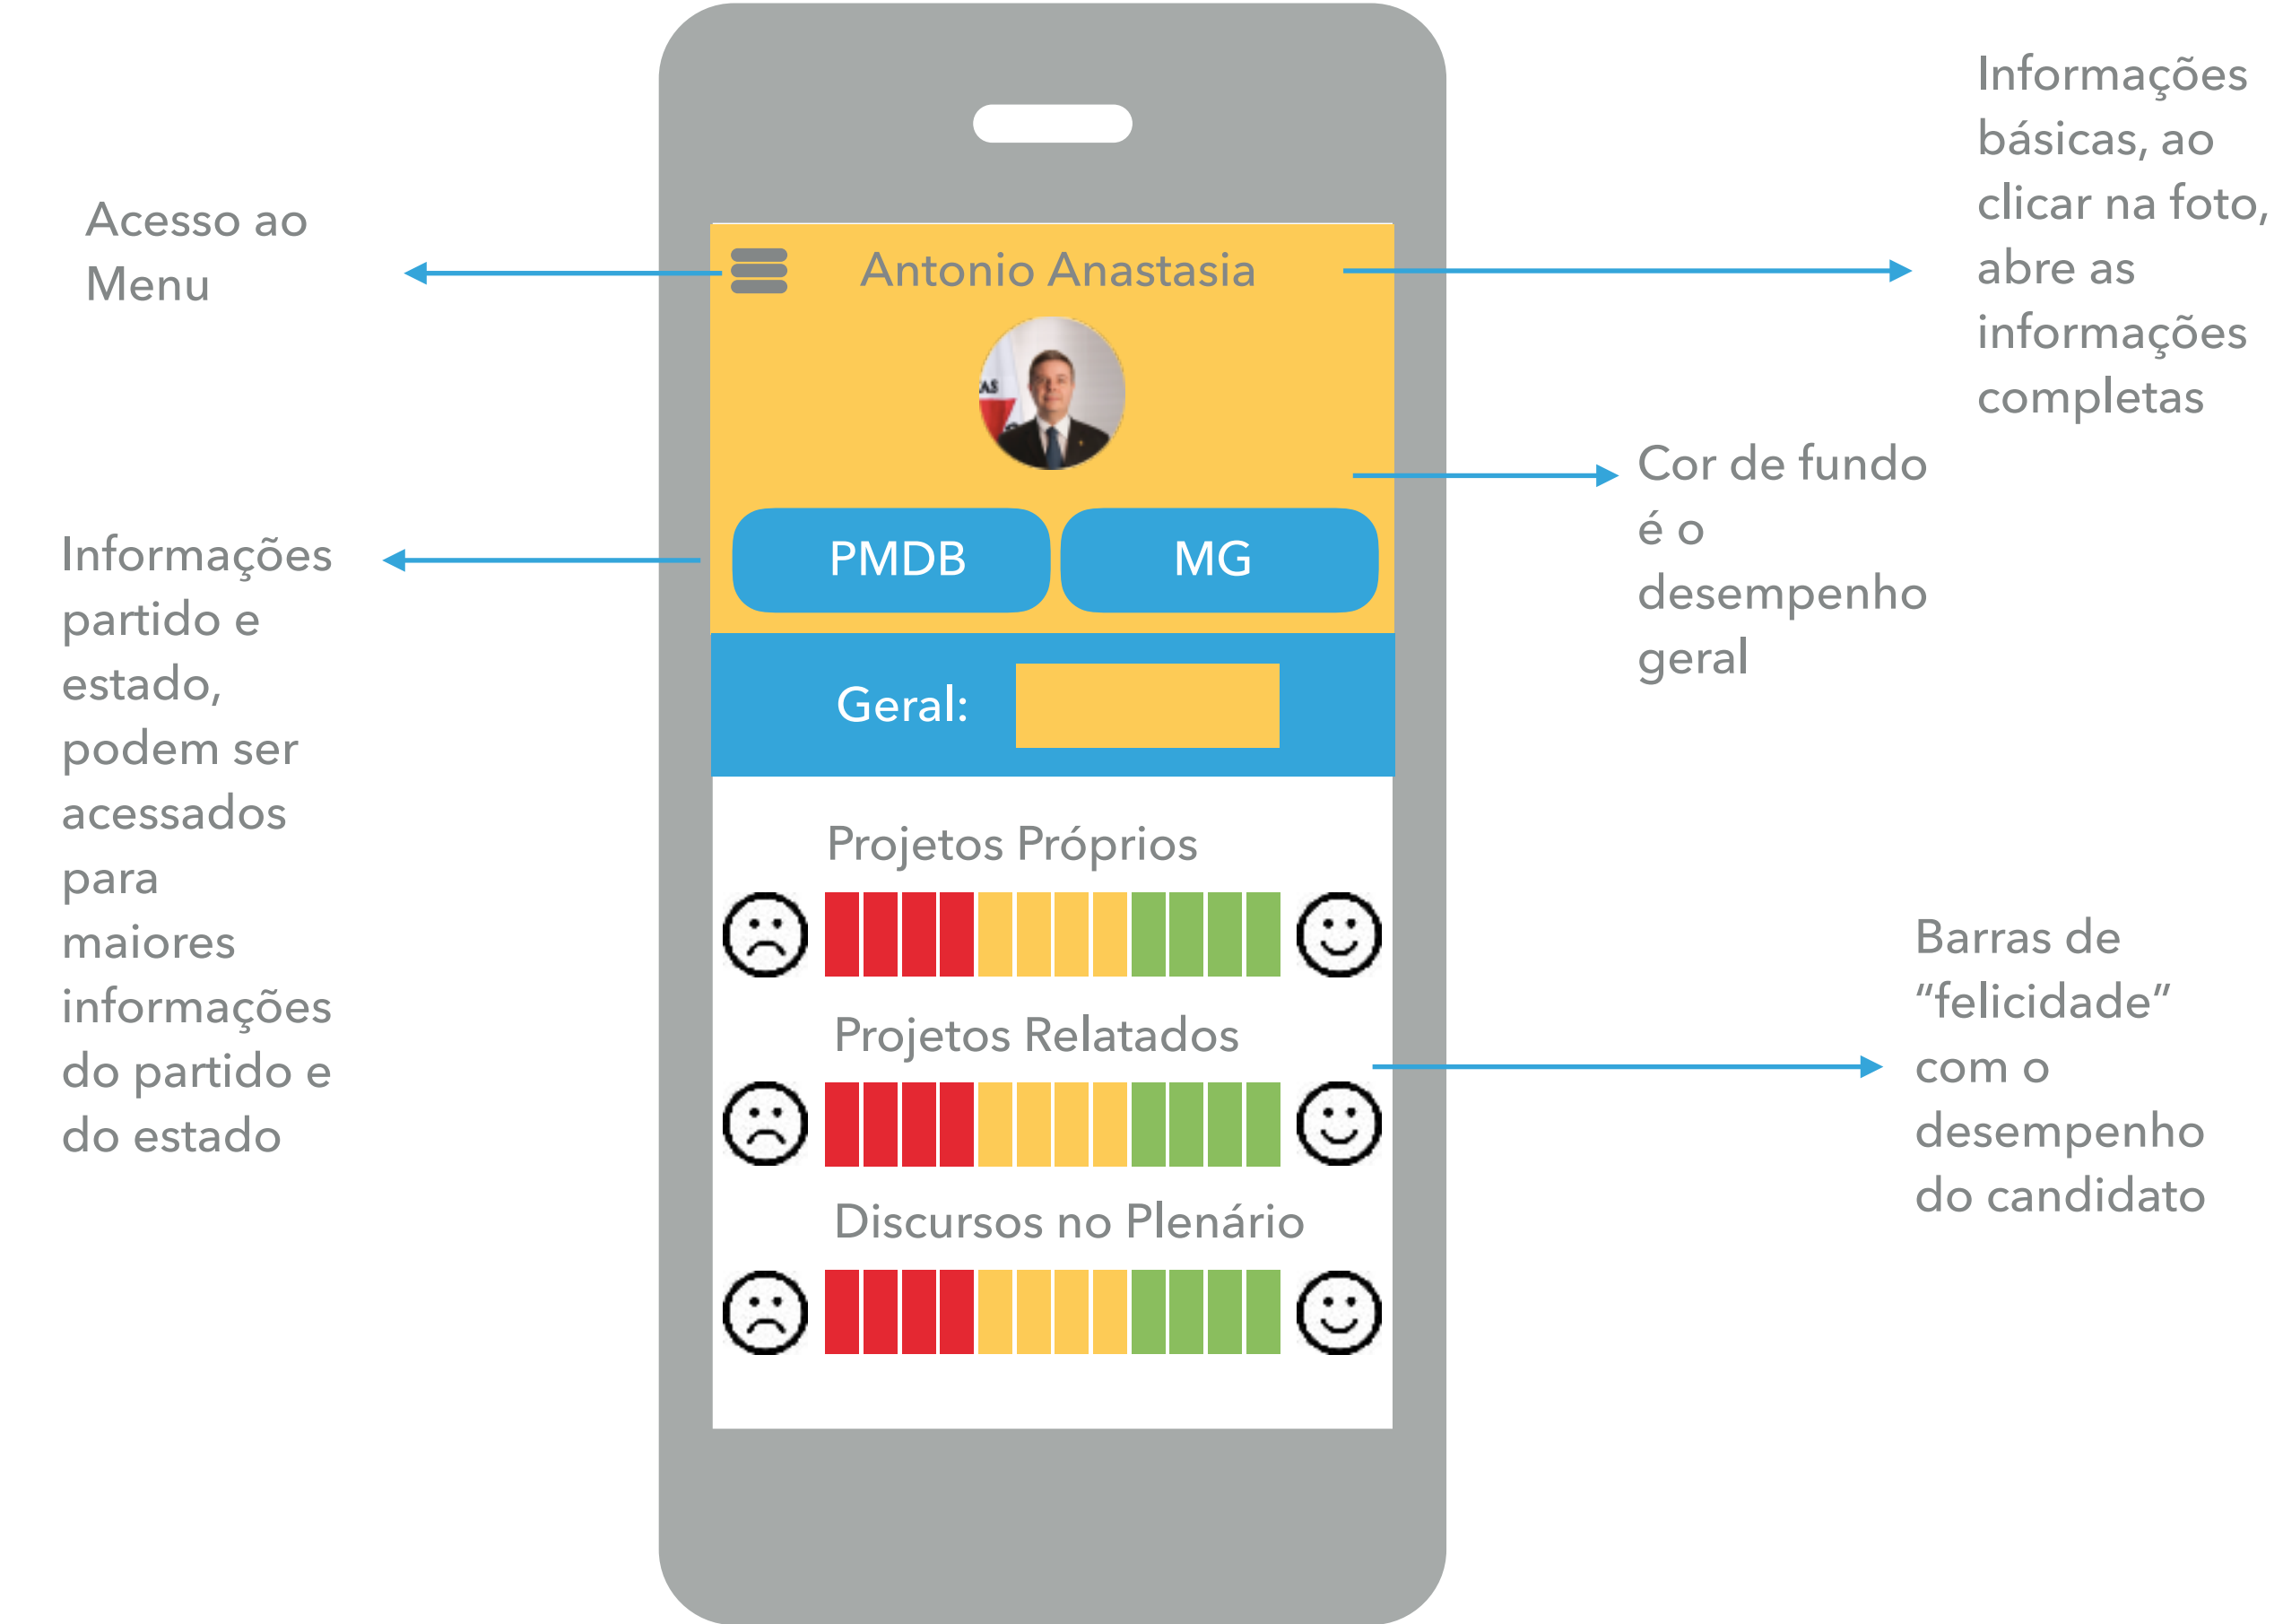 Acesso ao
Menu
Informações
partido e
estado,
podem ser
acessados
para
maiores
informações
do partido e
do estado
Antonio Anastasia
AS
PMDB
MG
Geral:
Projetos Próprios
Projetos Relatados
Discursos no Plenário
Informações
básicas, ao
clicar na foto,
abre as
informações
completas
Cor de fundo
é o
desempenho
geral
Barras de
“felicidade”
com o
desempenho
do candidato